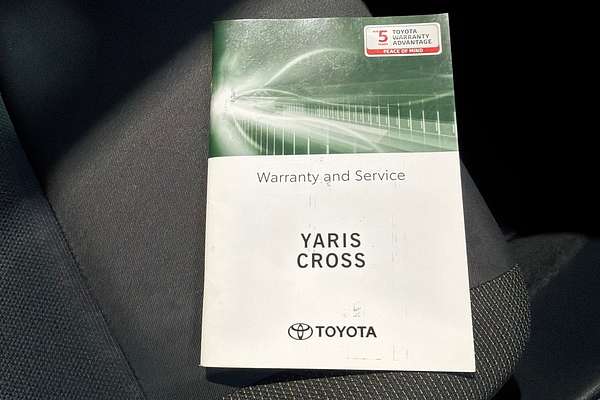 5
TOYOTA
WARRANTY
ADVANTAGE
PEACE OF MIND
Warranty and Service
YARIS
CROSS
TOYOTA